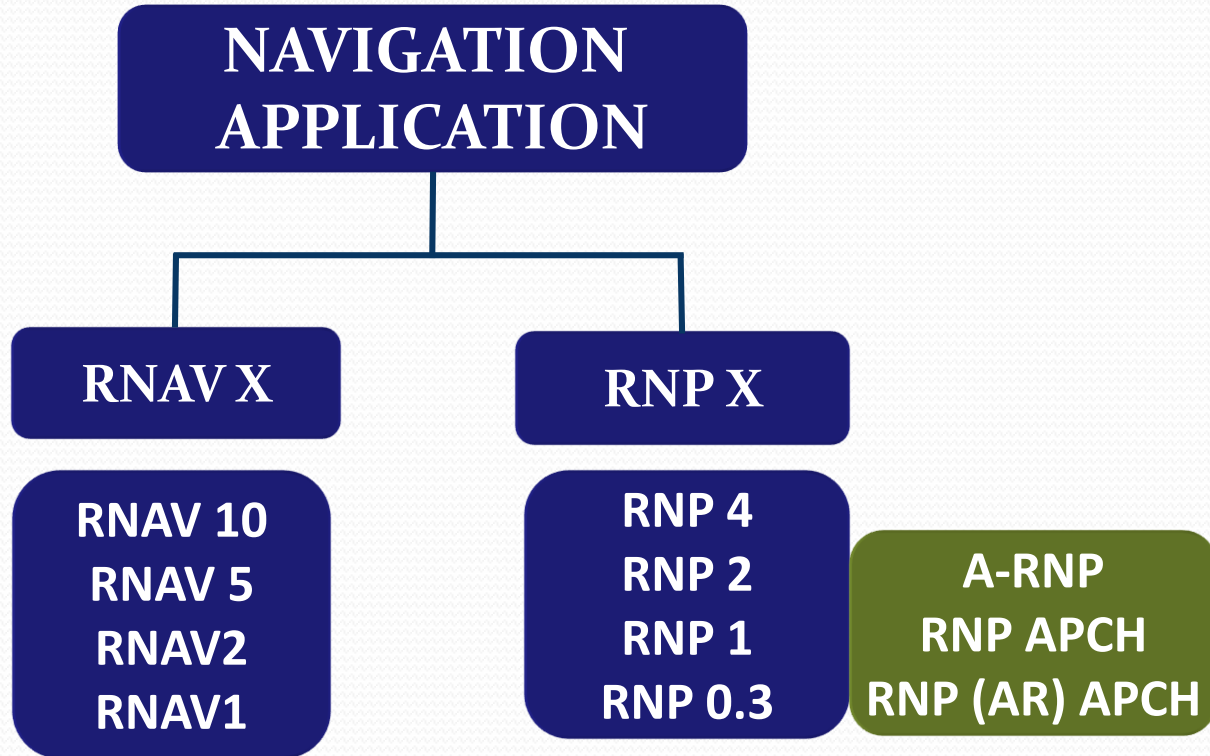 NAVIGATION
APPLICATION
RNAV X
RNP X
RNAV 10
RNAV 5
RNAV2
RNAV1
RNP 4
RNP 2
RNP 1
RNP 0.3
A-RNP
RNP APCH
RNP (AR) APCH